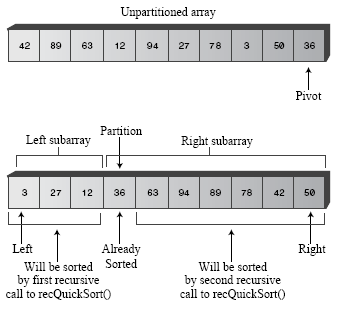 Unpartitioned array
42 89 63 12 94 27 78 3 50 36
Pivot
Partition
Left subarray
Right subarray
3 27 12 36 63 94 89 78 42 50
Left
Already
Sorted
Right
Will be sorted
by first recursive
call to recQuickSort()
Will be sorted
by second recursive
call to recQuickSort()